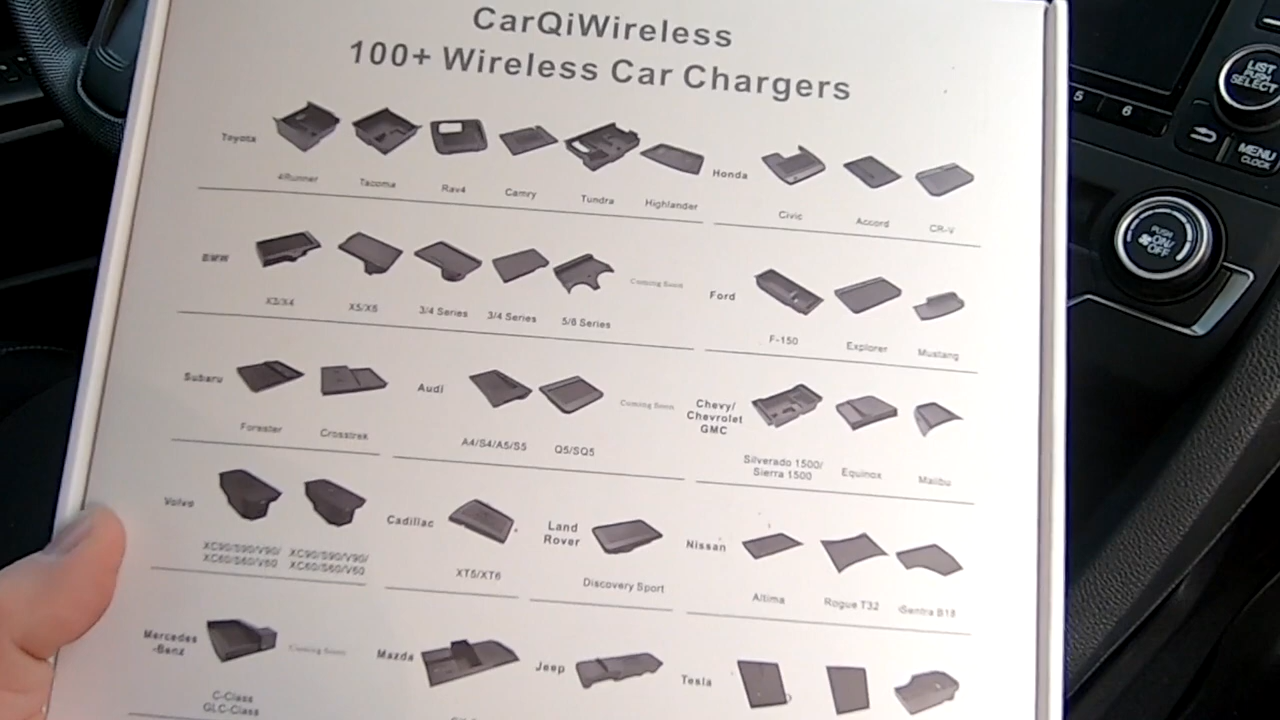 CarQiWireless
100+ Wireless Car Chargers
Toyota
4Runner
Tacoma
Rav4
Camry
Tundra
Highlander
Honda
Civic
Accord
CR-V
BMW
X3/X4
X5/X6
3/4 Series
3/4 Series
5/6 Series
Coming Soon
Ford
F-150
Explorer
Mustang
Subaru
Forester
Crosstrek
Audi
A4/S4/A5/S5
Q5/SQ5
Coming Soon
Chevy/
Chevrolet
GMC
Silverado 1500/
Sierra 1500
Equinox
Malibu
Volvo
XC90/S90/V90/
XC60/S60/V60
XC90/S90/V90/
XC60/S60/V60
Cadillac
XT5/XT6
Land
Rover
Discovery Sport
Nissan
Altima
Rogue T32
Sentra B18
Mercedes
-Benz
C-Class
GLC-Class
Coming Soon
Mazda
Jeep
Tesla
LIST
PUSH
SELECT
5
6
MENU
CLOCK
PUSH
ON/
OFF